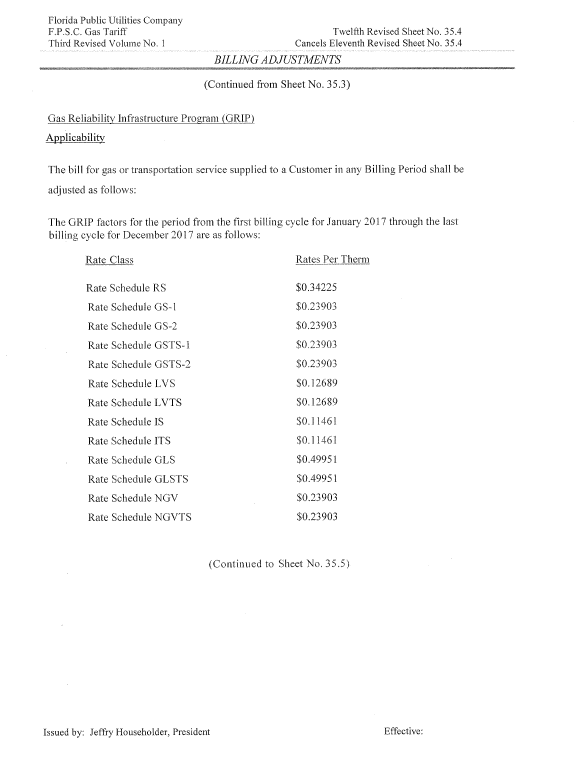 Florida Public Utilities Company
F.P.S.C. Gas Tariff Twelfth Revised Sheet No. 35.4
Third Revised Volume No. 1 Cancels Eleventh Revised Sheet No. 35.4
BILLING ADJUSTMENTS
(Continued from Sheet No. 35.3)
Gas Reliability Infrastructure Program (GRIP)
Applicability
The bill for gas or transportation service supplied to a Customer in any Billing Period shall be
adjusted as follows:
The GRIP factors for the period from the first billing cycle for January 2017 through the last
billing cycle for December 2017 are as follows:
Rate Class Rates Per Therm
Rate Schedule RS $0.34225
Rate Schedule GS-1 $0.23903
Rate Schedule GS-2 $0.23903
Rate Schedule GSTS-1 $0.23903
Rate Schedule GSTS-2 $0.23903
Rate Schedule LVS $0.12689
Rate Schedule LVTS $0.12689
Rate Schedule IS $0.11461
Rate Schedule ITS $0.11461
Rate Schedule GLS $0.49951
Rate Schedule GLSTS $0.49951
Rate Schedule NGV $0.23903
Rate Schedule NGVTS $0.23903
(Continued to Sheet No. 35.5)
Issued by: Jeffry Householder, President Effective: